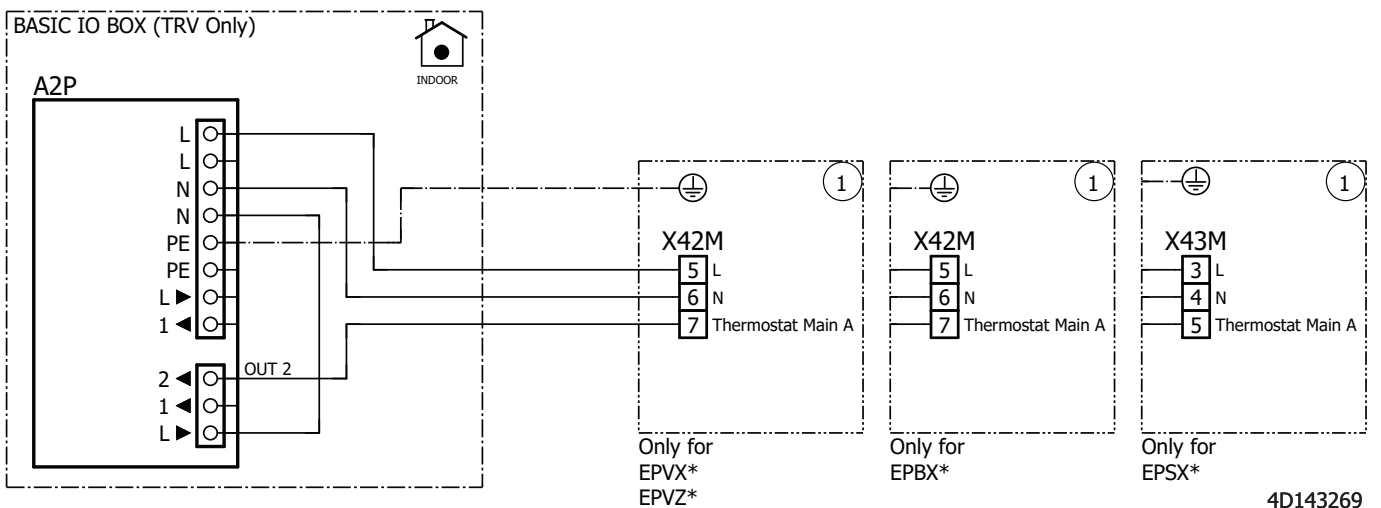 BASIC IO BOX (TRV Only)
INDOOR
A2P
L
L
N
N
PE
PE
L ▶
1 ◀
2 ◀
OUT 2
1 ◀
L ▶
1
X42M
5 L
6 N
7 Thermostat Main A
Only for
EPVX*
EPVZ*
1
X42M
5 L
6 N
7 Thermostat Main A
Only for
EPBX*
1
X43M
3 L
4 N
5 Thermostat Main A
Only for
EPSX*
4D143269